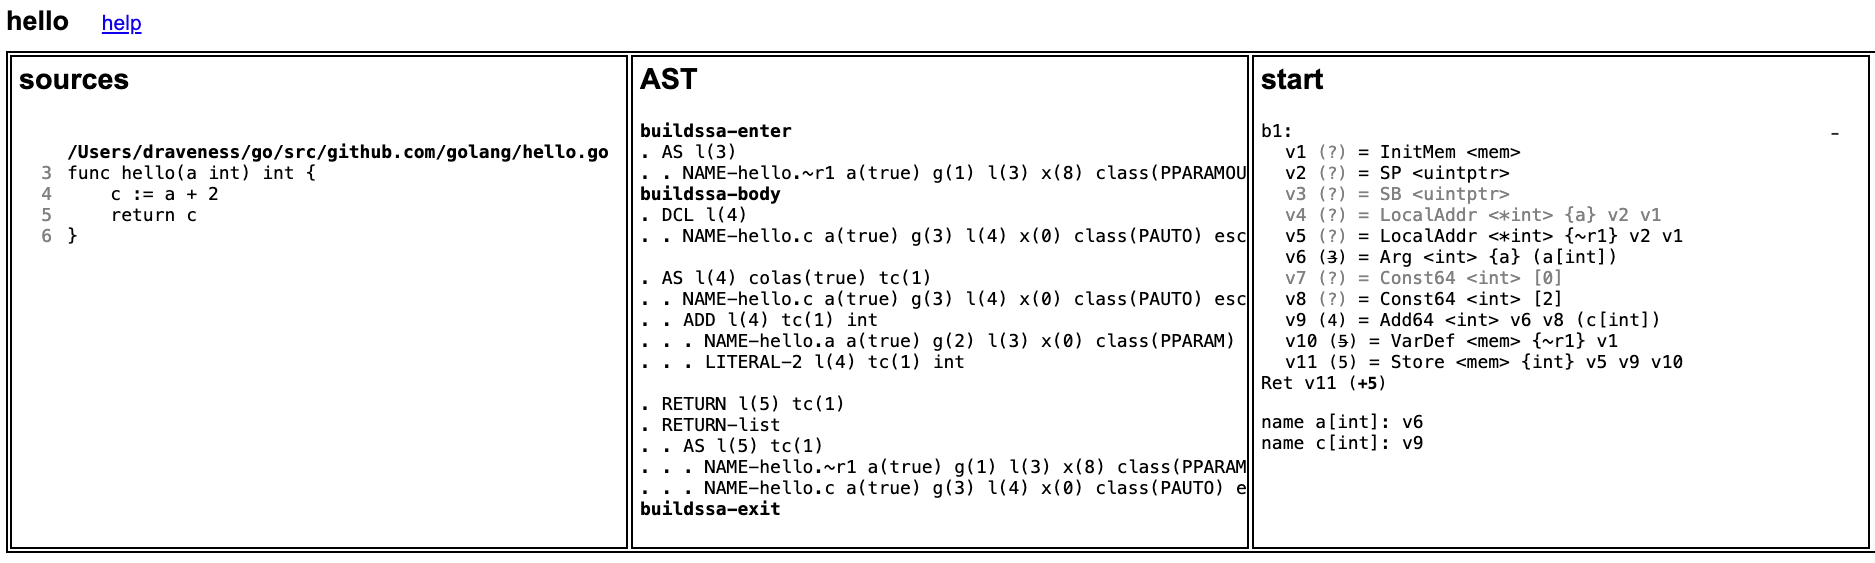 hello help
sources
/Users/draveness/go/src/github.com/golang/hello.go
3 func hello(a int) int {
4 c := a + 2
5 return c
6 }
AST
buildssa-enter
. AS l(3)
. . NAME-hello.~r1 a(true) g(1) l(3) x(8) class(PPARAMOU
buildssa-body
. DCL l(4)
. . NAME-hello.c a(true) g(3) l(4) x(0) class(PAUTO) esc
. AS l(4) colas(true) tc(1)
. . NAME-hello.c a(true) g(3) l(4) x(0) class(PAUTO) esc
. . ADD l(4) tc(1) int
. . . NAME-hello.a a(true) g(2) l(3) x(0) class(PPARAM)
. . . LITERAL-2 l(4) tc(1) int
. RETURN l(5) tc(1)
. RETURN-list
. . AS l(5) tc(1)
. . . NAME-hello.~r1 a(true) g(1) l(3) x(8) class(PPARAM
. . . NAME-hello.c a(true) g(3) l(4) x(0) class(PAUTO) e
buildssa-exit
start
b1: -
v1 (?) = InitMem <mem>
v2 (?) = SP <uintptr>
v3 (?) = SB <uintptr>
v4 (?) = LocalAddr <*int> {a} v2 v1
v5 (?) = LocalAddr <*int> {~r1} v2 v1
v6 (3) = Arg <int> {a} (a[int])
v7 (?) = Const64 <int> [0]
v8 (?) = Const64 <int> [2]
v9 (4) = Add64 <int> v6 v8 (c[int])
v10 (5) = VarDef <mem> {~r1} v1
v11 (5) = Store <mem> {int} v5 v9 v10
Ret v11 (+5)
name a[int]: v6
name c[int]: v9